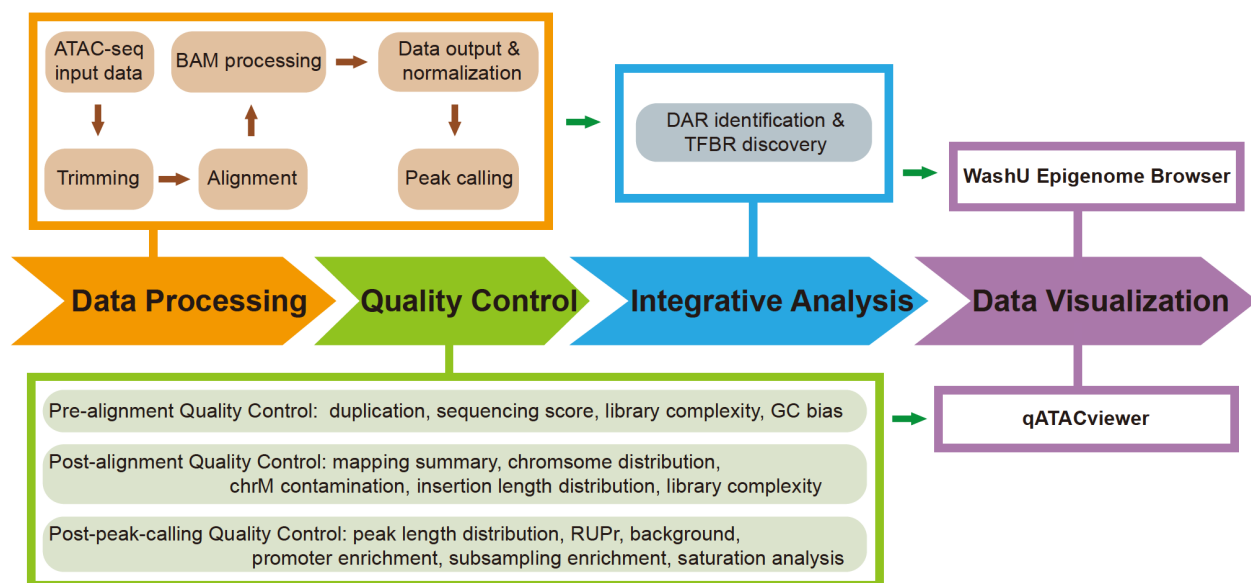 ATAC-seq
input data
BAM processing
Data output &
normalization
Trimming
Alignment
Peak calling
DAR identification &
TFBR discovery
WashU Epigenome Browser
Data Processing
Quality Control
Integrative Analysis
Data Visualization
Pre-alignment Quality Control: duplication, sequencing score, library complexity, GC bias
Post-alignment Quality Control: mapping summary, chromsome distribution,
chrM contamination, insertion length distribution, library complexity
Post-peak-calling Quality Control: peak length distribution, RUPr, background,
promoter enrichment, subsampling enrichment, saturation analysis
qATACviewer